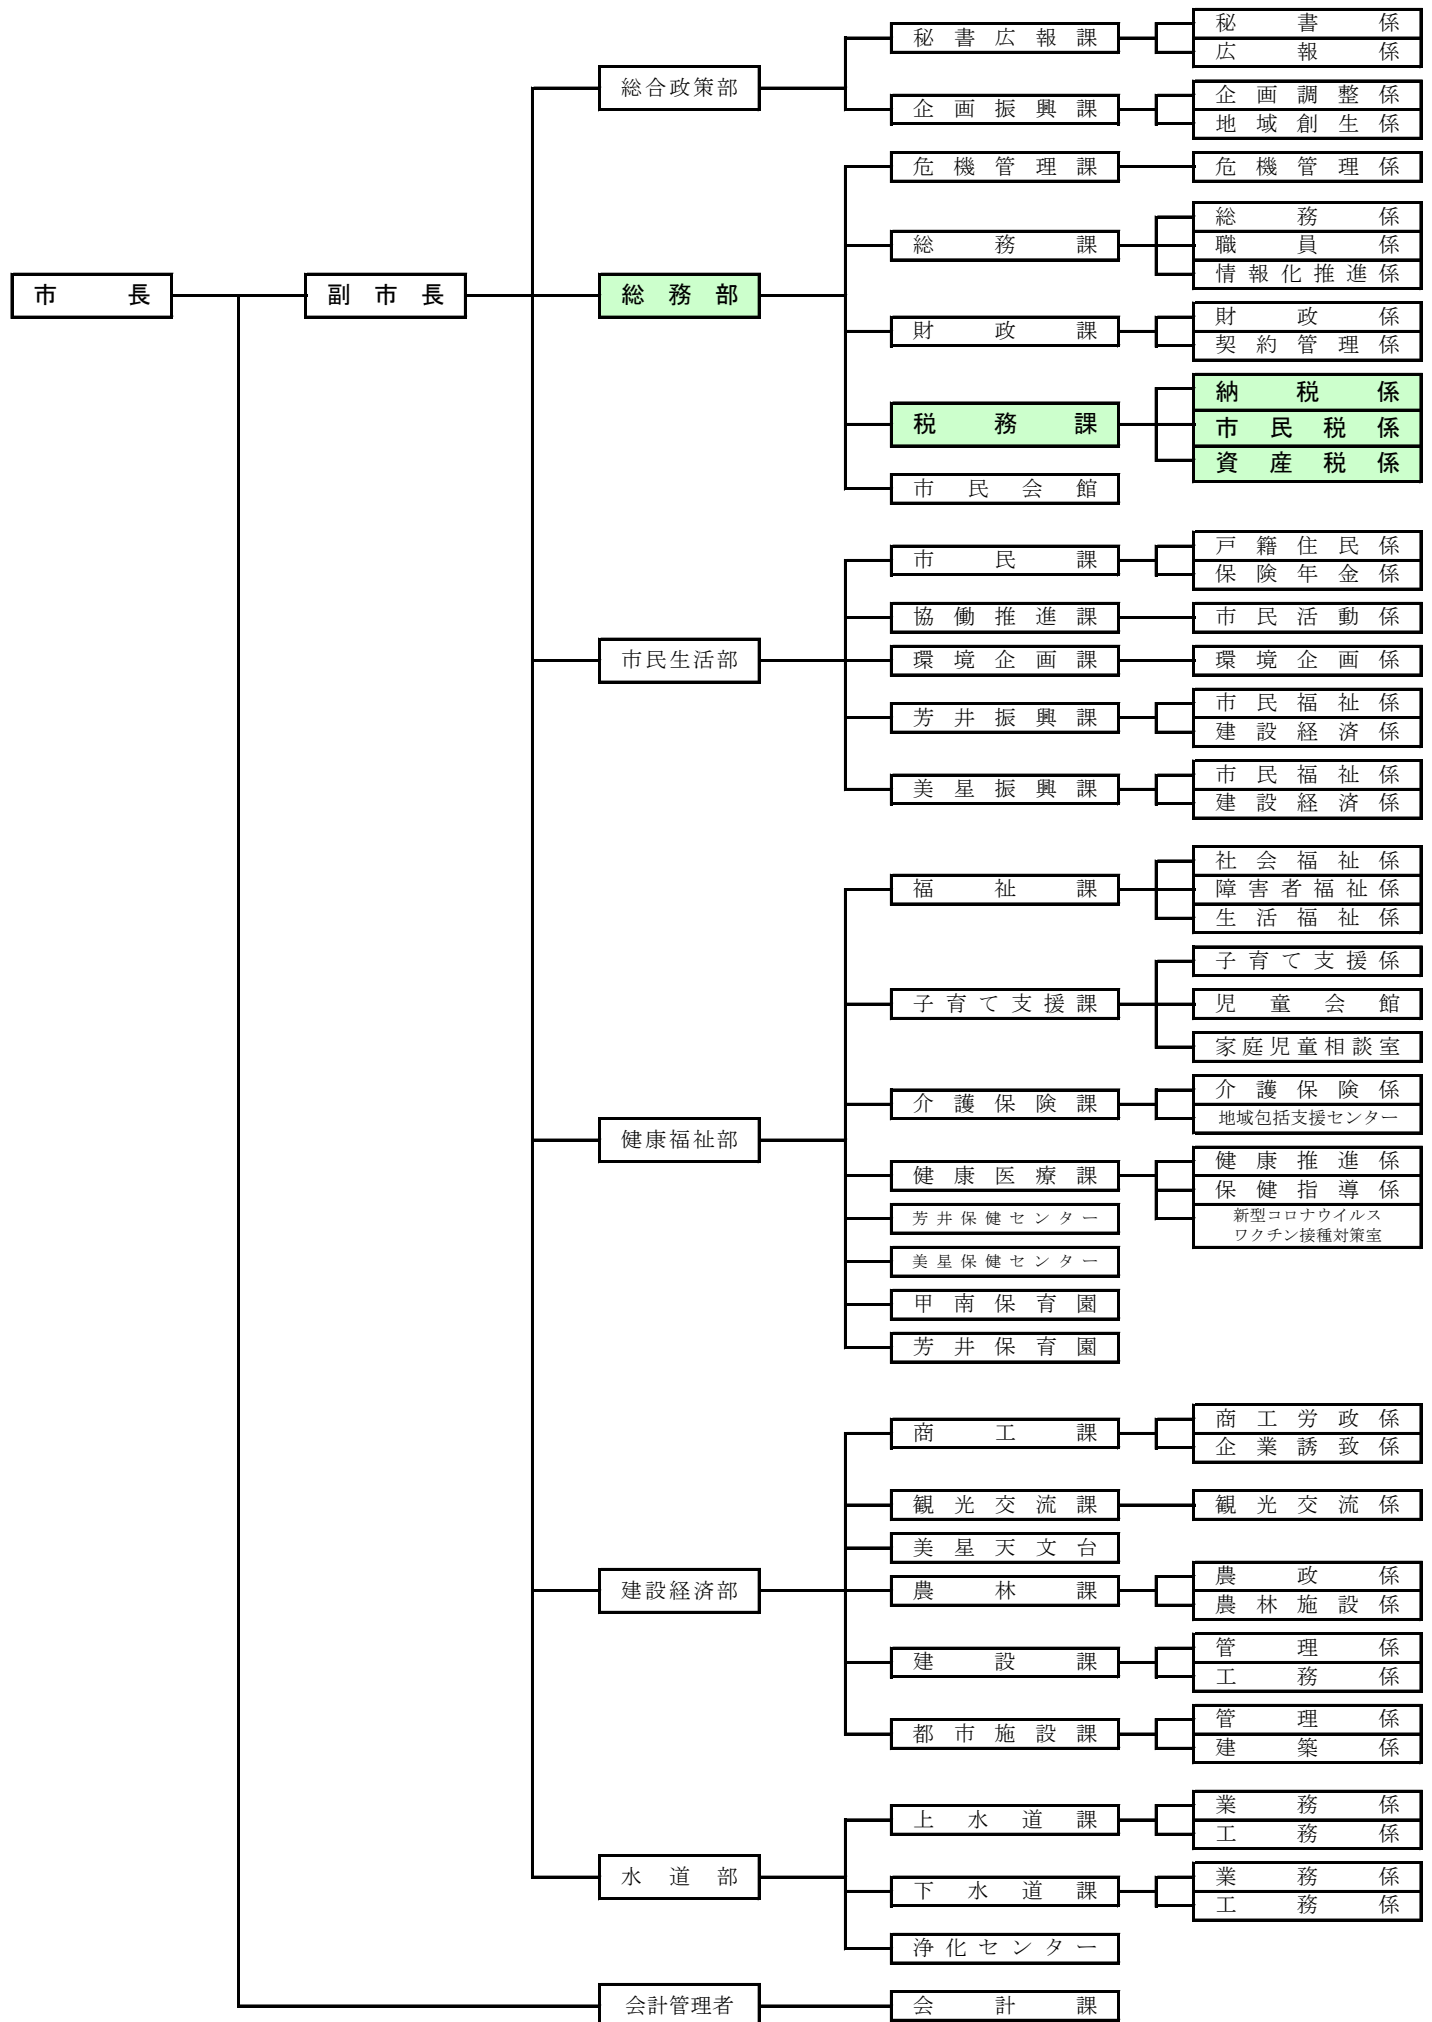 市長
副市長
総合政策部
秘書広報課
秘書係
広報係
企画振興課
企画調整係
地域創生係
総務部
危機管理課
危機管理係
総務課
総務係
職員係
情報化推進係
財政課
財政係
契約管理係
税務課
納税係
市民税係
資産税係
市民会館
市民生活部
市民課
戸籍住民係
保険年金係
協働推進課
市民活動係
環境企画課
環境企画係
芳井振興課
市民福祉係
建設経済係
美星振興課
市民福祉係
建設経済係
健康福祉部
福祉課
社会福祉係
障害者福祉係
生活福祉係
子育て支援課
子育て支援係
児童会館
家庭児童相談室
介護保険課
介護保険係
地域包括支援センター
健康医療課
健康推進係
保健指導係
新型コロナウイルス
ワクチン接種対策室
芳井保健センター
美星保健センター
甲南保育園
芳井保育園
建設経済部
商工課
商工労政係
企業誘致係
観光交流課
観光交流係
美星天文台
農林課
農政係
農林施設係
建設課
管理係
工務係
都市施設課
管理係
建築係
水道部
上水道課
業務係
工務係
下水道課
業務係
工務係
浄化センター
会計管理者
会計課